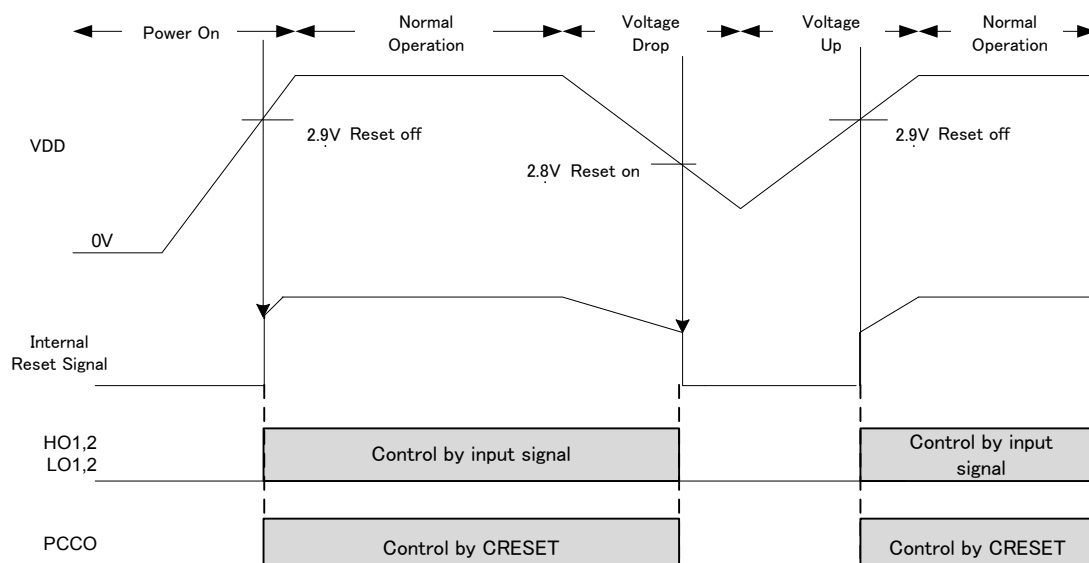 Power On
Normal
Operation
Voltage
Drop
Voltage
Up
Normal
Operation
VDD
2.9V Reset off
2.8V Reset on
2.9V Reset off
0V
Internal
Reset Signal
HO1,2
LO1,2
Control by input signal
Control by input
signal
PCCO
Control by CRESET
Control by CRESET